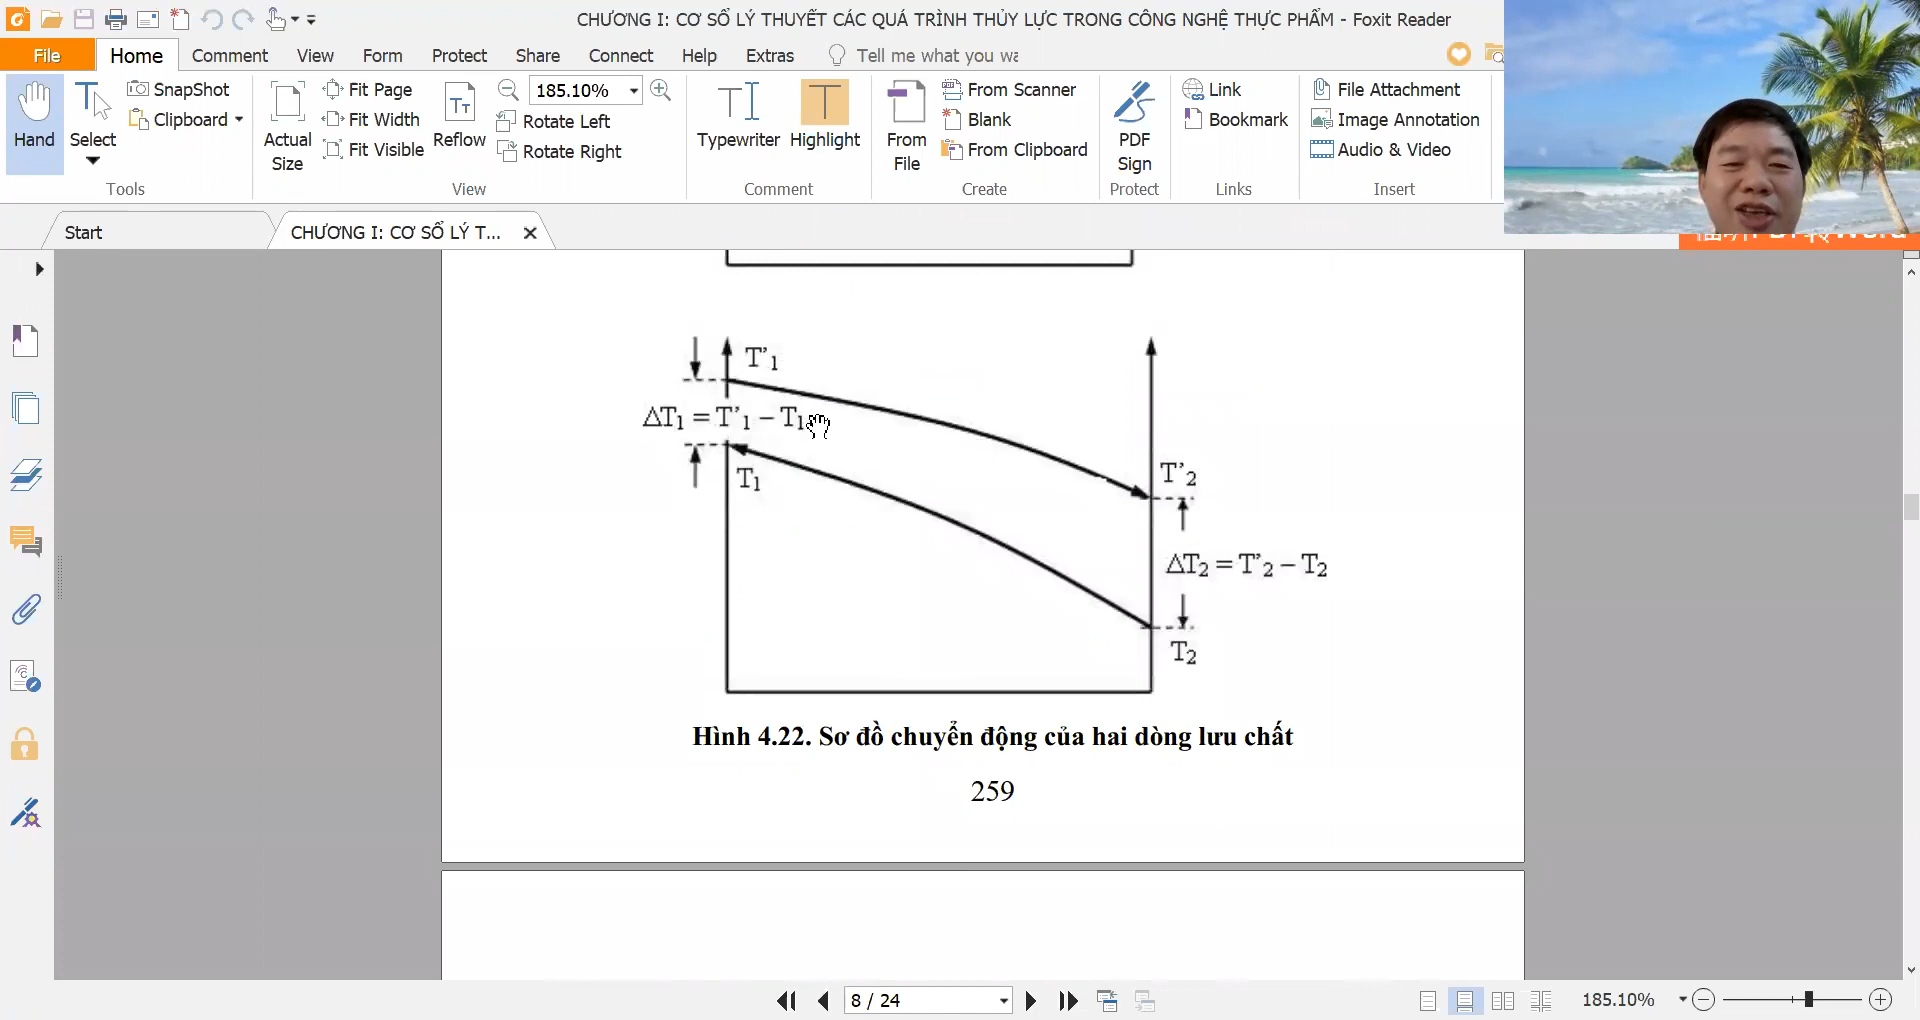 CHƯƠNG I: CƠ SỔ LÝ THUYẾT CÁC QUÁ TRÌNH THỦY LỰC TRONG CÔNG NGHỆ THỰC PHẨM - Foxit Reader
File Home Comment View Form Protect Share Connect Help Extras Tell me what you wa
Hand
Select
SnapShot
Clipboard
Tools
Actual Size
Fit Page
Fit Width
Fit Visible
Reflow
185.10%
Rotate Left
Rotate Right
View
Typewriter
Highlight
Comment
From File
From Scanner
Blank
From Clipboard
Create
PDF Sign
Protect
Link
Bookmark
Links
File Attachment
Image Annotation
Audio & Video
Insert
Start
CHƯƠNG I: CƠ SỔ LÝ T...
T'1
ΔT1 = T'1 − T1
T1
T'2
ΔT2 = T'2 − T2
T2
Hình 4.22. Sơ đồ chuyển động của hai dòng lưu chất
259
8 / 24
185.10%